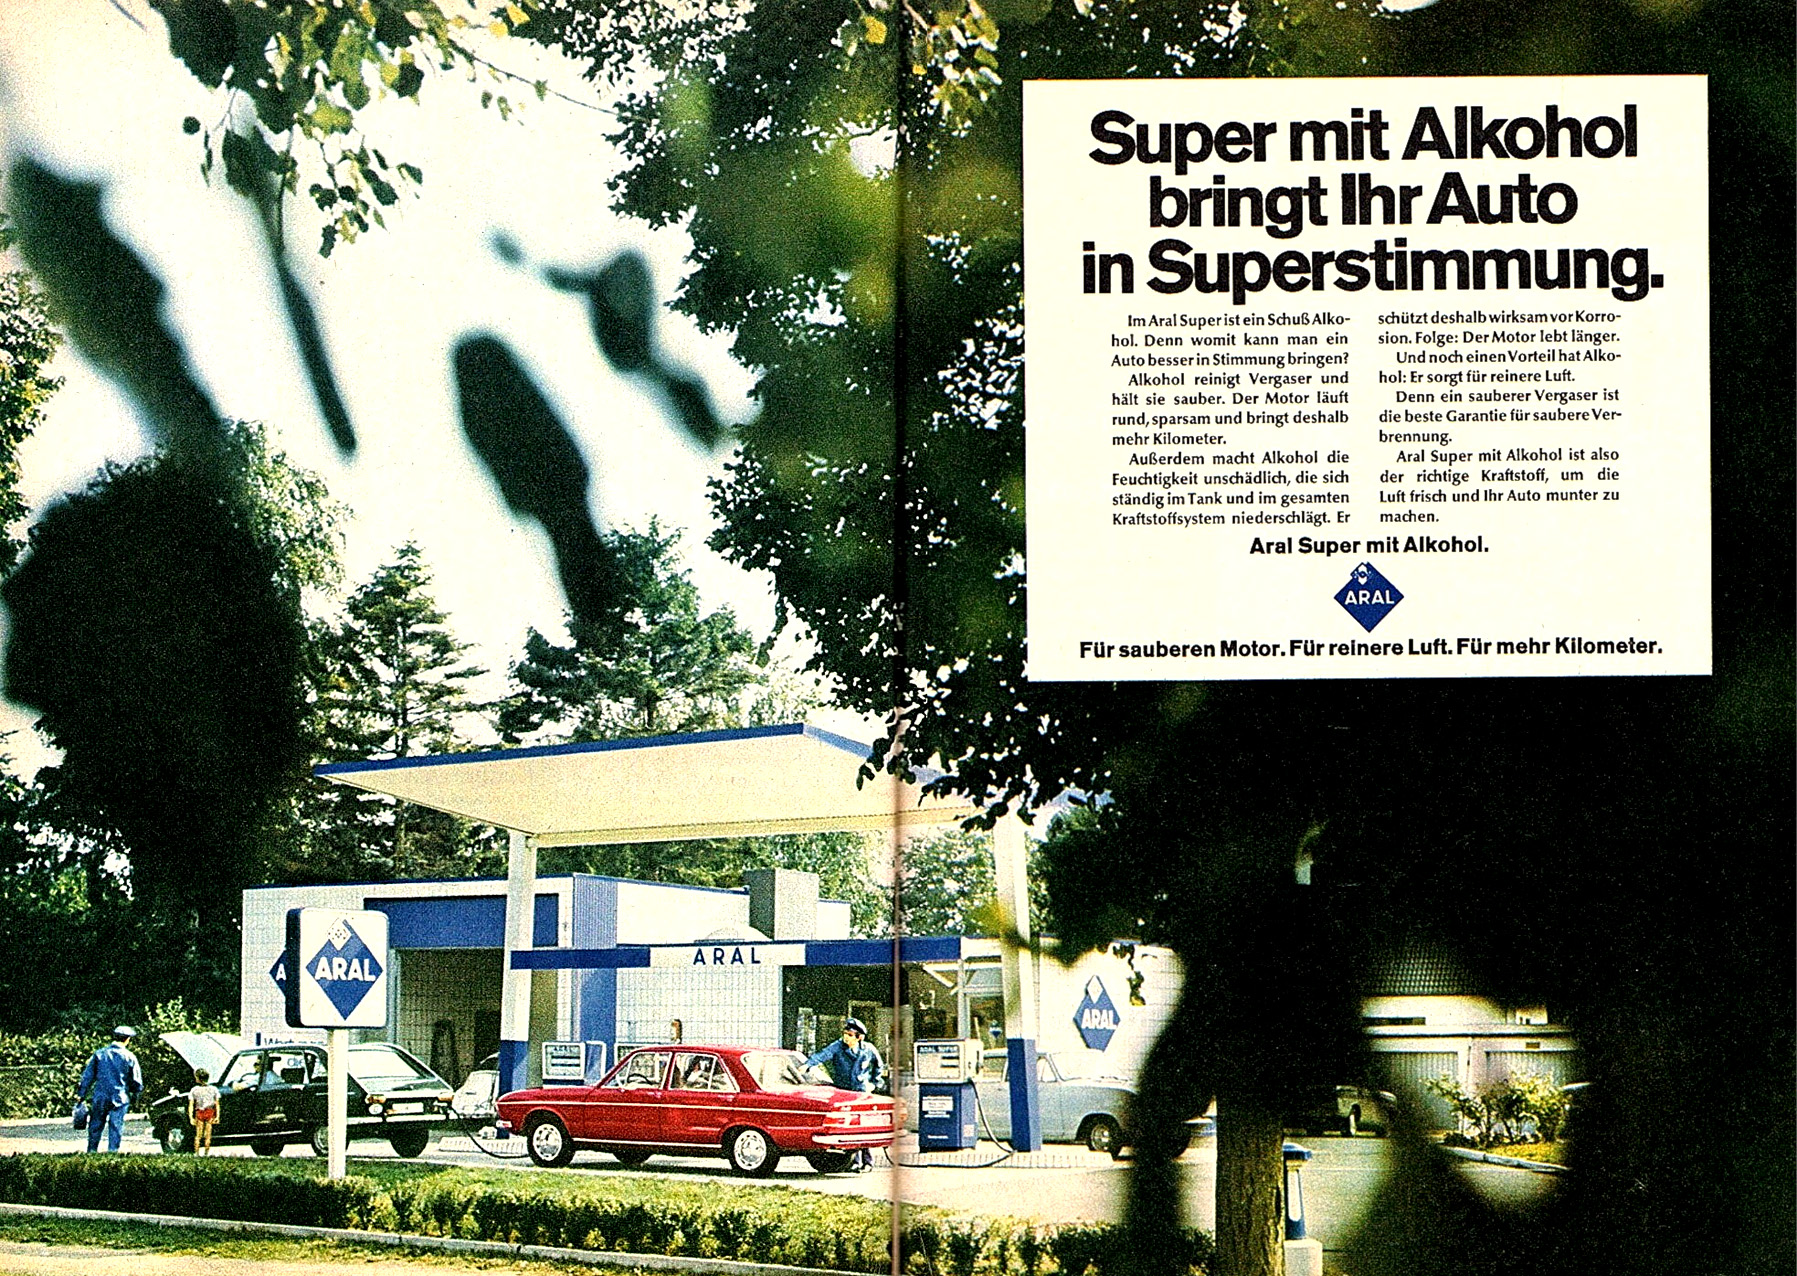 Super mit Alkohol
bringt Ihr Auto
in Superstimmung.
Im Aral Super ist ein Schuß Alko-
hol. Denn womit kann man ein
Auto besser in Stimmung bringen?
Alkohol reinigt Vergaser und
hält sie sauber. Der Motor läuft
rund, sparsam und bringt deshalb
mehr Kilometer.
Außerdem macht Alkohol die
Feuchtigkeit unschädlich, die sich
ständig im Tank und im gesamten
Kraftstoffsystem niederschlägt. Er
schützt deshalb wirksam vor Korro-
sion. Folge: Der Motor lebt länger.
Und noch einen Vorteil hat Alko-
hol: Er sorgt für reinere Luft.
Denn ein sauberer Vergaser ist
die beste Garantie für saubere Ver-
brennung.
Aral Super mit Alkohol ist also
der richtige Kraftstoff, um die
Luft frisch und Ihr Auto munter zu
machen.
Aral Super mit Alkohol.
ARAL
Für sauberen Motor. Für reinere Luft. Für mehr Kilometer.
ARAL
A
ARAL
ARAL
ARAL SUPER